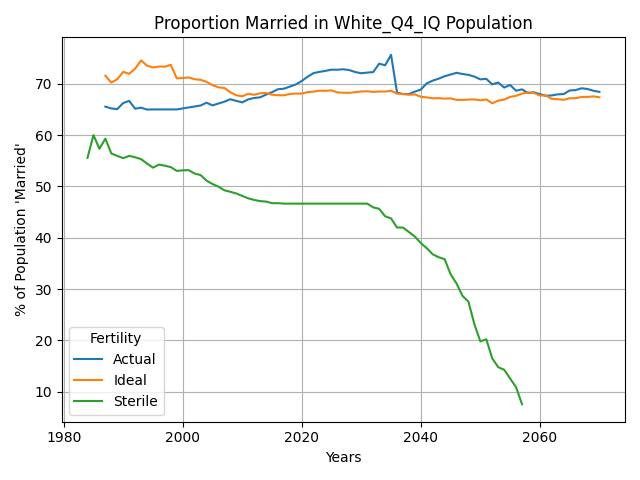 Proportion Married in White_Q4_IQ Population
% of Population 'Married'
70
60
50
40
30
20
10
Fertility
Actual
Ideal
Sterile
1980
2000
2020
2040
2060
Years